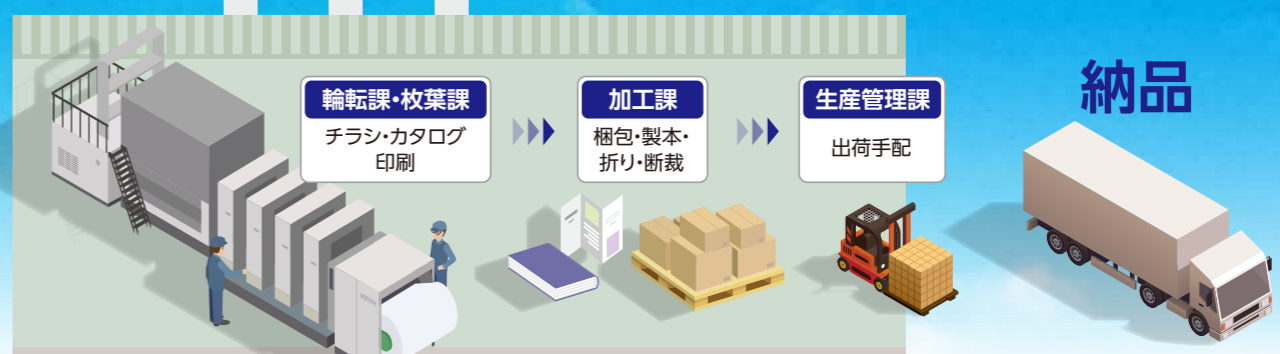 輪転課・枚葉課
チラシ・カタログ
印刷
加工課
梱包・製本・
折り・断裁
生産管理課
出荷手配
納品